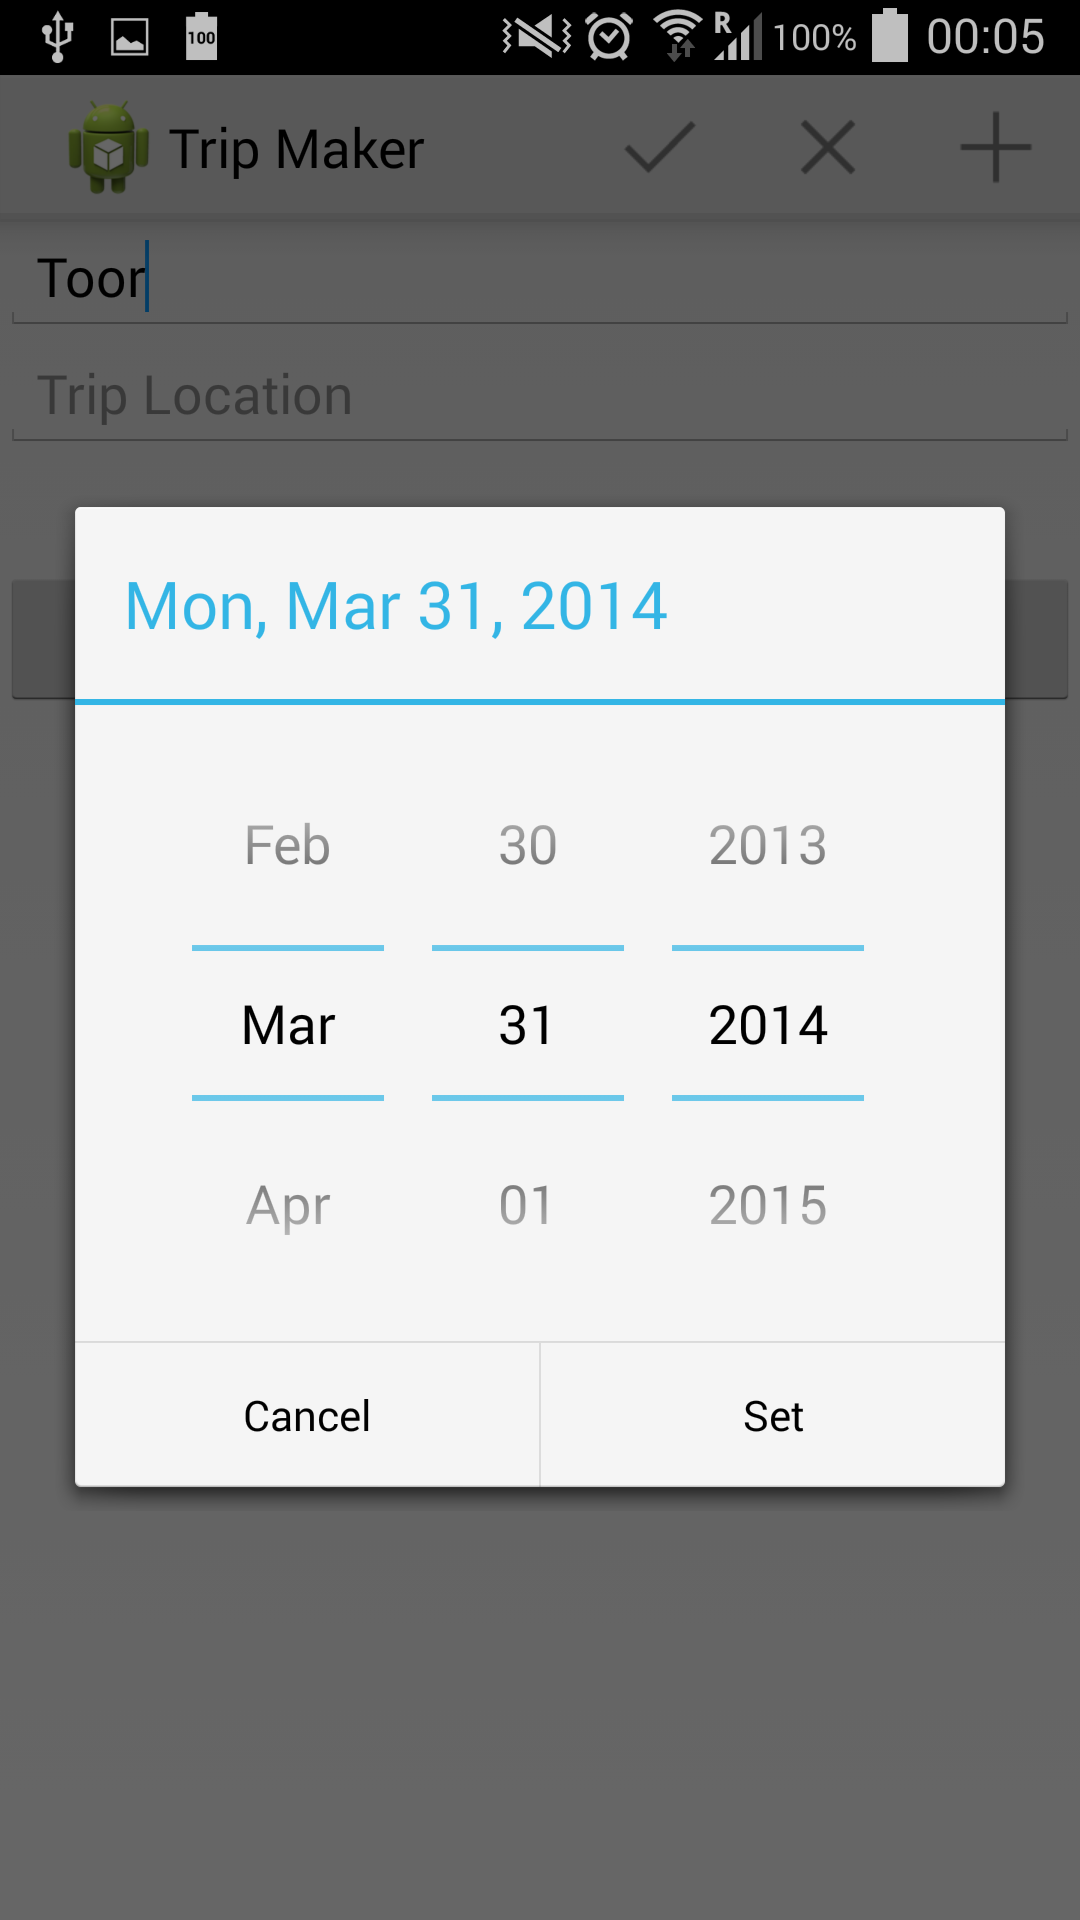 100 R 100% 00:05
Trip Maker
Toor
Trip Location
Mon, Mar 31, 2014
Feb 30 2013
Mar 31 2014
Apr 01 2015
Cancel Set